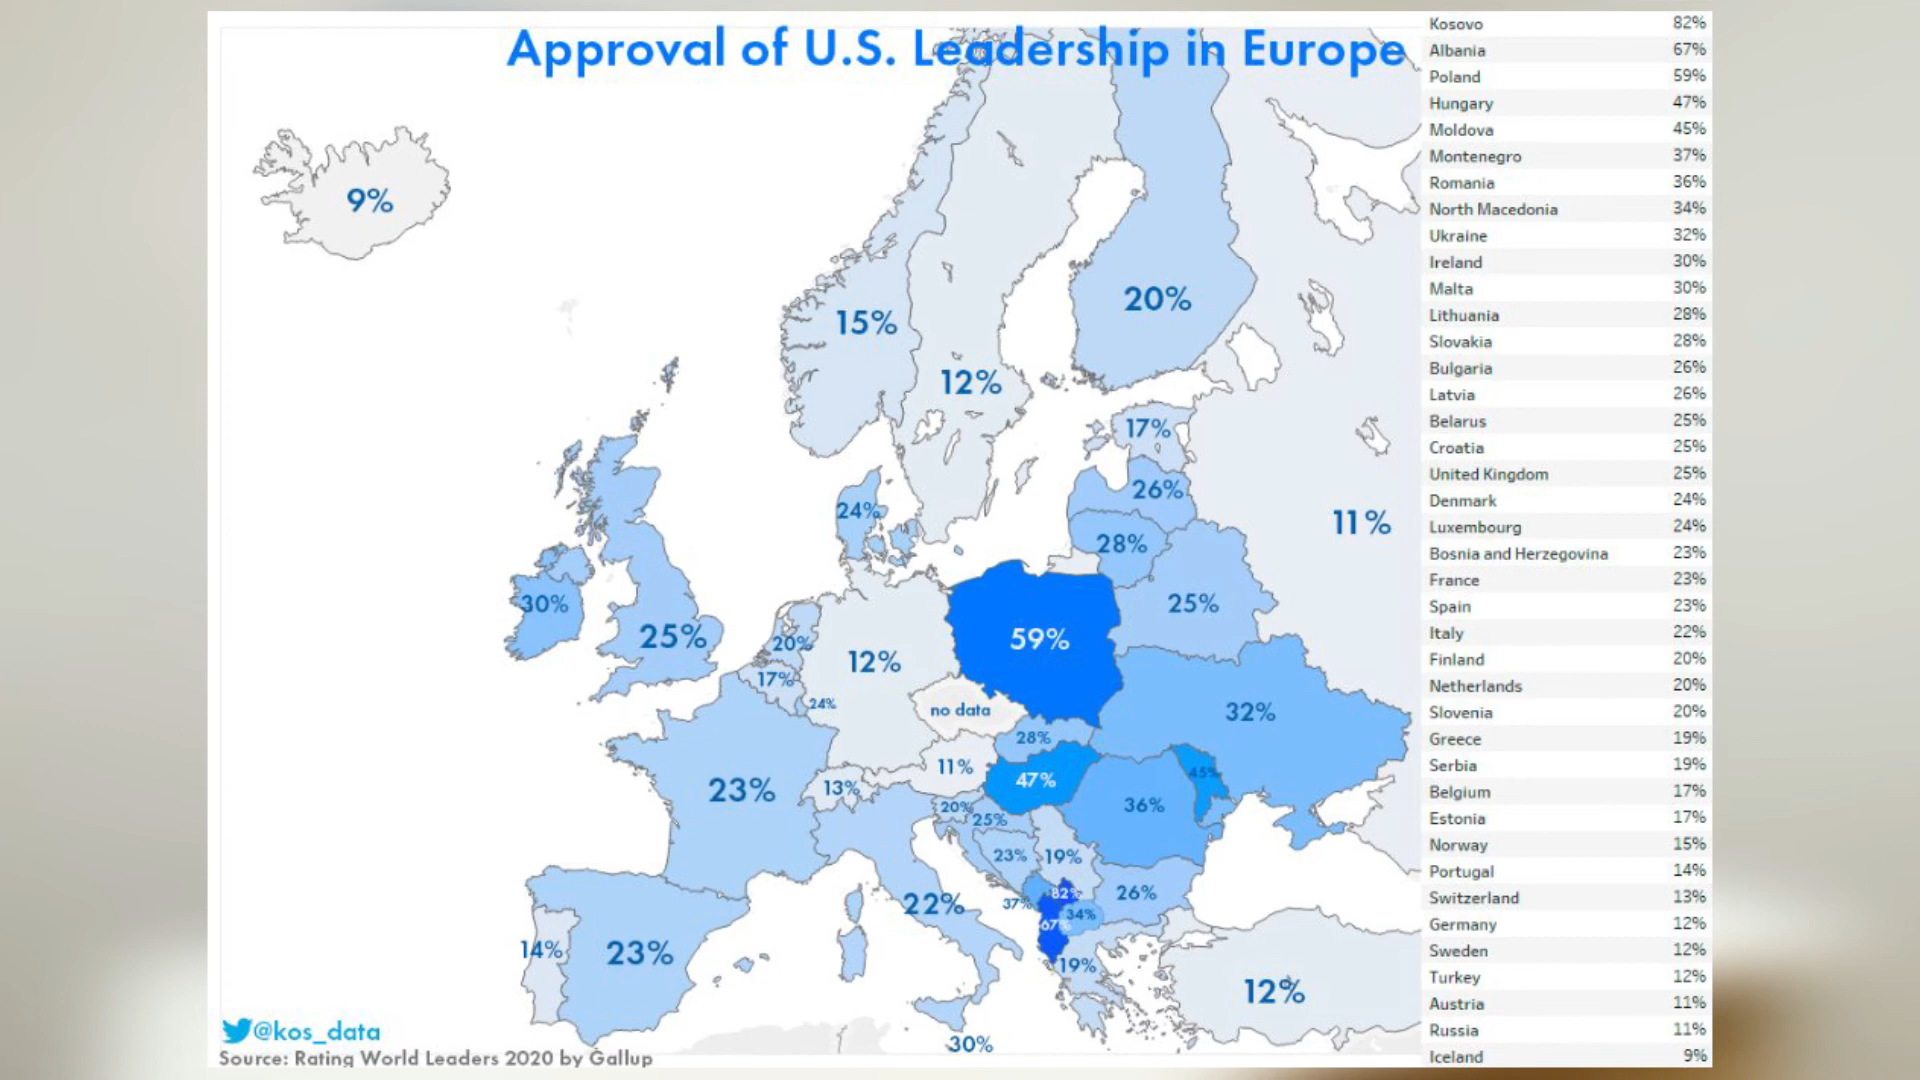 Approval of U.S. Leadership in Europe
9%
15%
12%
20%
17%
26%
28%
11%
24%
30%
25%
25%
20%
17%
24%
12%
59%
no data
32%
28%
11%
13%
47%
45%
36%
23%
20%
25%
23%
19%
22%
37%
82%
67%
34%
26%
19%
14%
23%
12%
30%
@kos_data
Source: Rating World Leaders 2020 by Gallup
Kosovo 82%
Albania 67%
Poland 59%
Hungary 47%
Moldova 45%
Montenegro 37%
Romania 36%
North Macedonia 34%
Ukraine 32%
Ireland 30%
Malta 30%
Lithuania 28%
Slovakia 28%
Bulgaria 26%
Latvia 26%
Belarus 25%
Croatia 25%
United Kingdom 25%
Denmark 24%
Luxembourg 24%
Bosnia and Herzegovina 23%
France 23%
Spain 23%
Italy 22%
Finland 20%
Netherlands 20%
Slovenia 20%
Greece 19%
Serbia 19%
Belgium 17%
Estonia 17%
Norway 15%
Portugal 14%
Switzerland 13%
Germany 12%
Sweden 12%
Turkey 12%
Austria 11%
Russia 11%
Iceland 9%